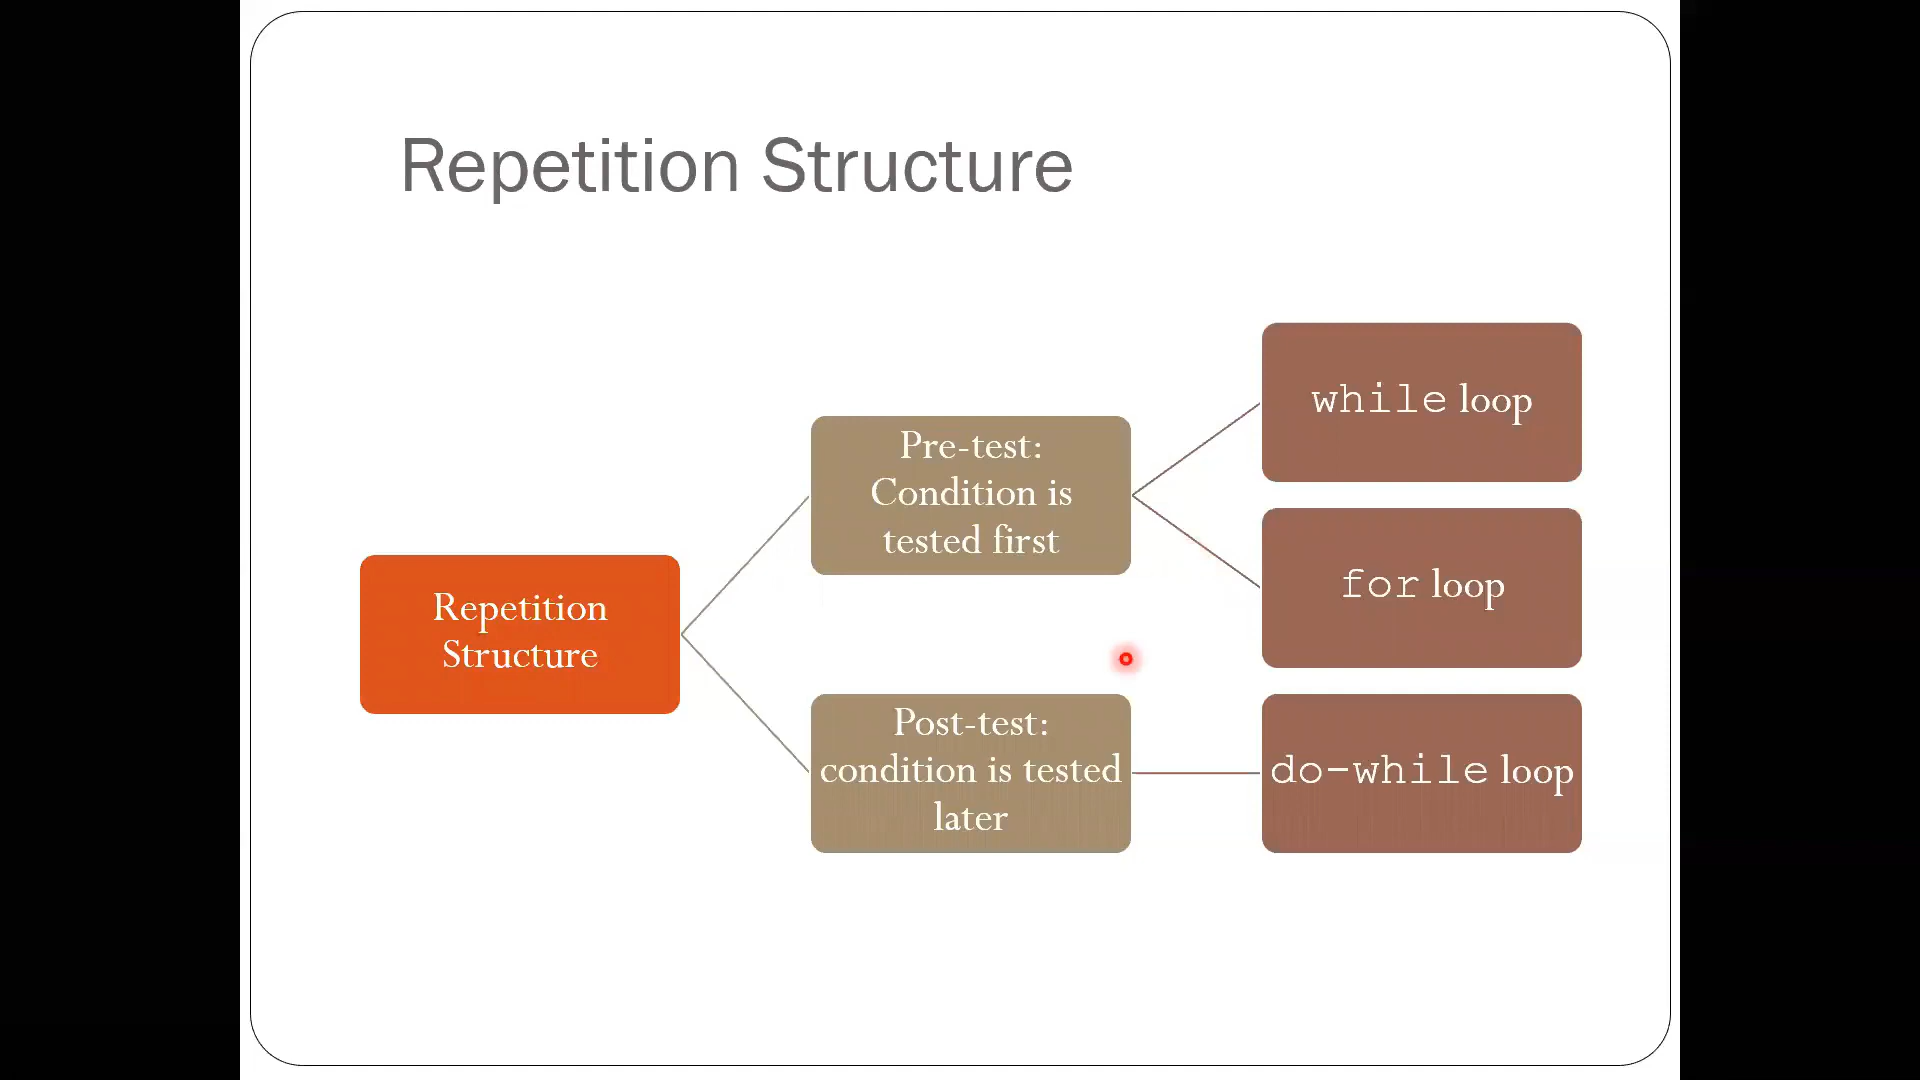 Repetition Structure
Repetition
Structure
Pre-test:
Condition is
tested first
while loop
for loop
Post-test:
condition is tested
later
do-while loop